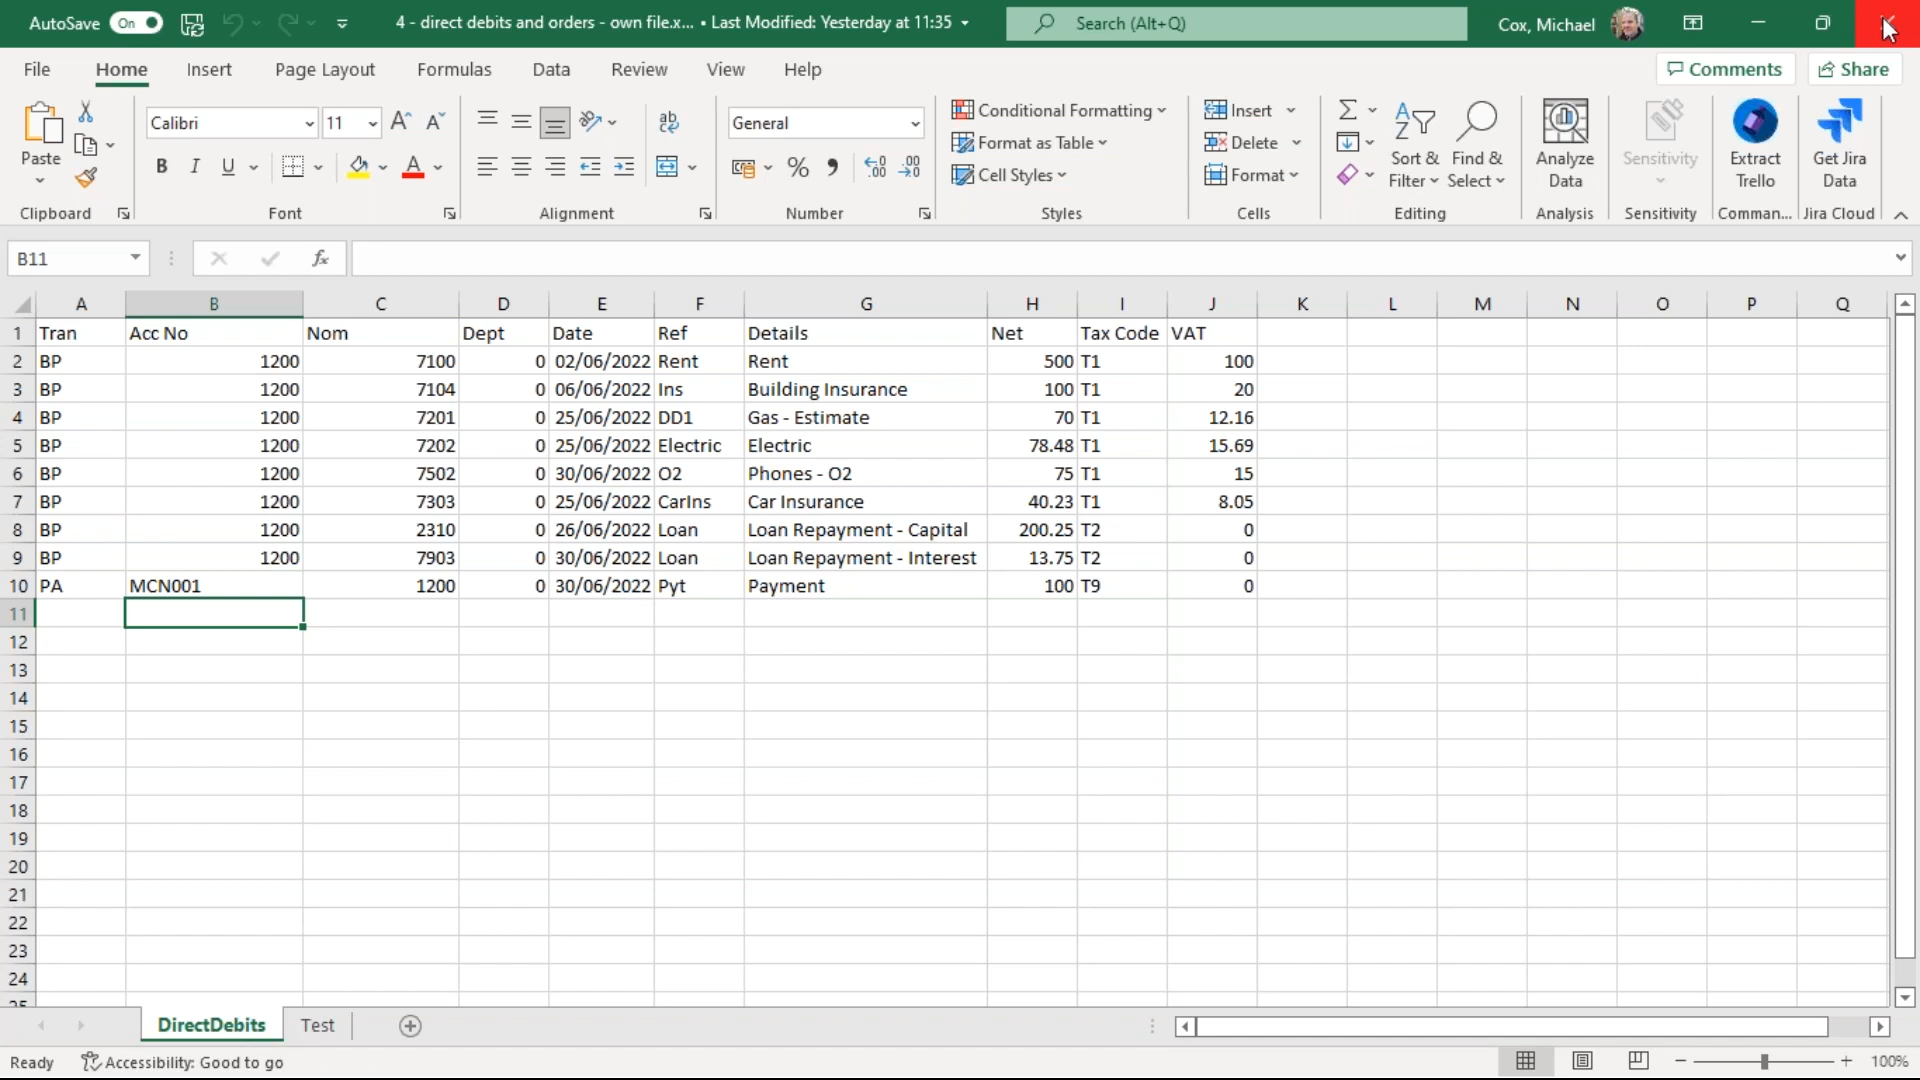 AutoSave On 4 - direct debits and orders - own file.x... • Last Modified: Yesterday at 11:35 Search (Alt+Q) Cox, Michael
File Home Insert Page Layout Formulas Data Review View Help Comments Share
Paste Calibri 11 General Conditional Formatting Format as Table Cell Styles Insert Delete Format Sort & Filter Find & Select Analyze Data Sensitivity Extract Trello Get Jira Data
Clipboard Font Alignment Number Styles Cells Editing Analysis Sensitivity Comman... Jira Cloud
B11 fx
A B C D E F G H I J K L M N O P Q
1 Tran Acc No Nom Dept Date Ref Details Net Tax Code VAT
2 BP 1200 7100 0 02/06/2022 Rent Rent 500 T1 100
3 BP 1200 7104 0 06/06/2022 Ins Building Insurance 100 T1 20
4 BP 1200 7201 0 25/06/2022 DD1 Gas - Estimate 70 T1 12.16
5 BP 1200 7202 0 25/06/2022 Electric Electric 78.48 T1 15.69
6 BP 1200 7502 0 30/06/2022 O2 Phones - O2 75 T1 15
7 BP 1200 7303 0 25/06/2022 CarIns Car Insurance 40.23 T1 8.05
8 BP 1200 2310 0 26/06/2022 Loan Loan Repayment - Capital 200.25 T2 0
9 BP 1200 7903 0 30/06/2022 Loan Loan Repayment - Interest 13.75 T2 0
10 PA MCN001 1200 0 30/06/2022 Pyt Payment 100 T9 0
11
12
13
14
15
16
17
18
19
20
21
22
23
24
25
DirectDebits Test
Ready Accessibility: Good to go 100%